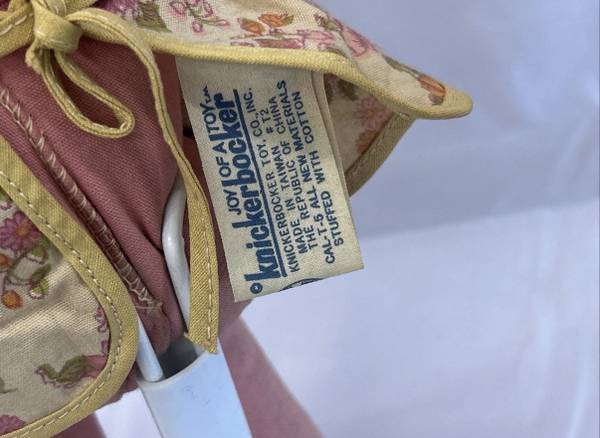 JOY OF A TOY T.M.
knickerbocker
KNICKERBOCKER TOY. CO., INC.
# T2
MADE IN TAIWAN OF CHINA
THE REPUBLIC MATERIALS
ALL NEW COTTON
CAL-T-5 WITH
STUFFED